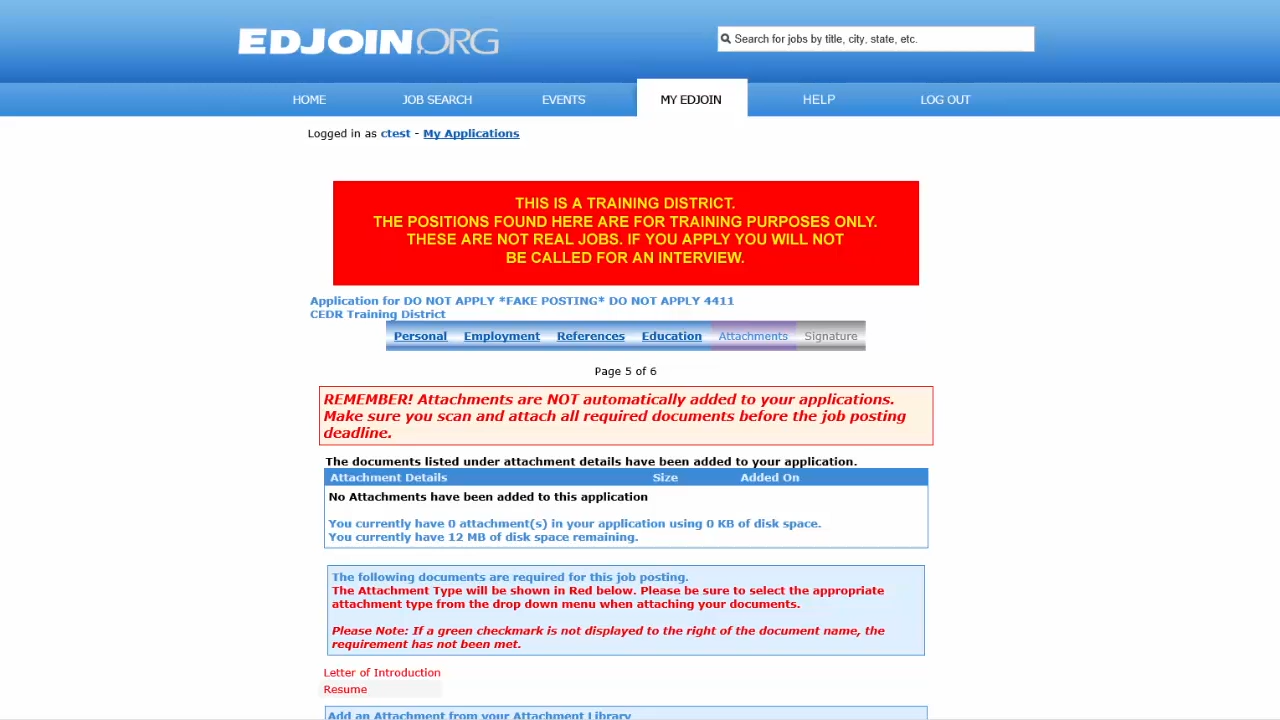 EDJOIN.ORG
Search for jobs by title, city, state, etc.
HOME JOB SEARCH EVENTS MY EDJOIN HELP LOG OUT
Logged in as ctest - My Applications
THIS IS A TRAINING DISTRICT.
THE POSITIONS FOUND HERE ARE FOR TRAINING PURPOSES ONLY.
THESE ARE NOT REAL JOBS. IF YOU APPLY YOU WILL NOT
BE CALLED FOR AN INTERVIEW.
Application for DO NOT APPLY *FAKE POSTING* DO NOT APPLY 4411
CEDR Training District
Personal Employment References Education Attachments Signature
Page 5 of 6
REMEMBER! Attachments are NOT automatically added to your applications.
Make sure you scan and attach all required documents before the job posting
deadline.
The documents listed under attachment details have been added to your application.
Attachment Details Size Added On
No Attachments have been added to this application
You currently have 0 attachment(s) in your application using 0 KB of disk space.
You currently have 12 MB of disk space remaining.
The following documents are required for this job posting.
The Attachment Type will be shown in Red below. Please be sure to select the appropriate
attachment type from the drop down menu when attaching your documents.
Please Note: If a green checkmark is not displayed to the right of the document name, the
requirement has not been met.
Letter of Introduction
Resume
Add an Attachment from your Attachment Library